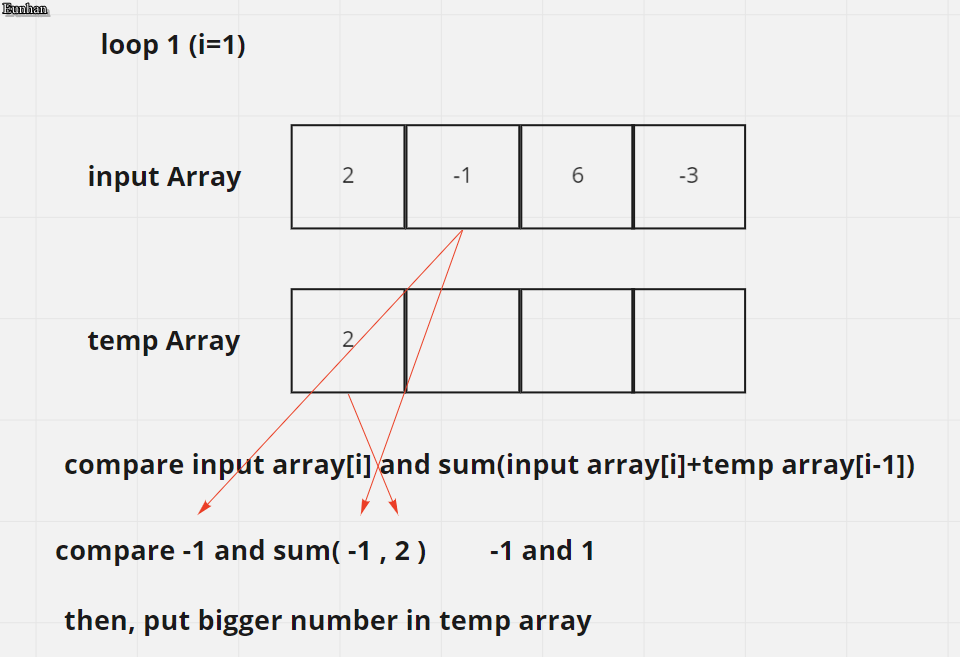 Eunhan
loop 1 (i=1)
input Array 2 -1 6 -3
temp Array 2
compare input array[i] and sum(input array[i]+temp array[i-1])
compare -1 and sum( -1 , 2 ) -1 and 1
then, put bigger number in temp array